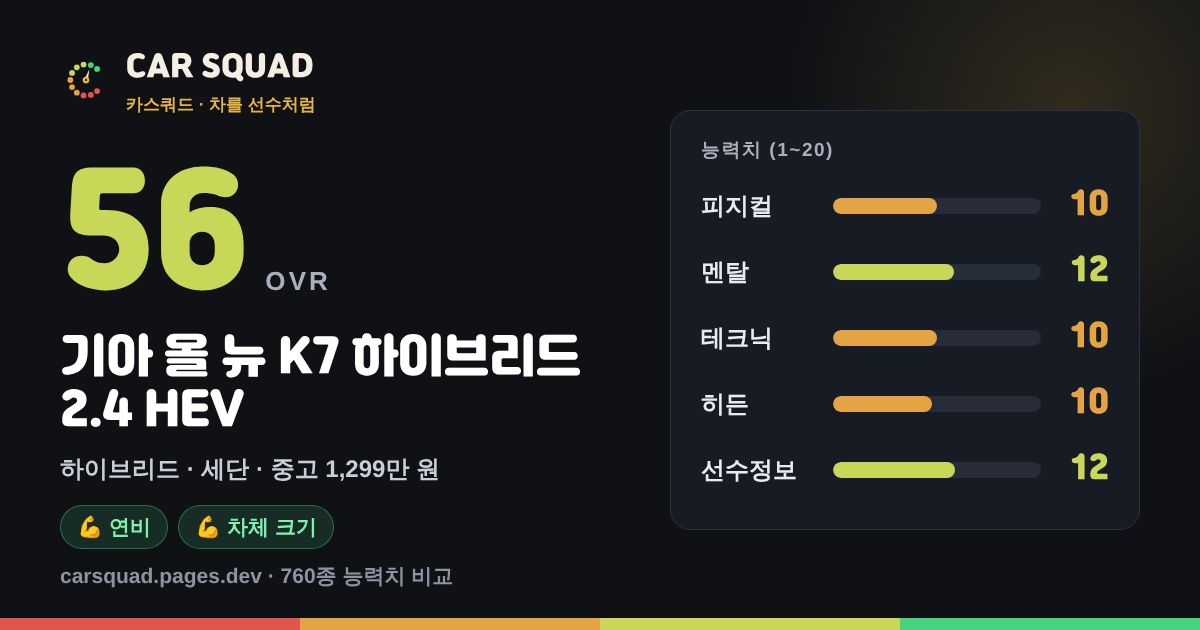 CAR SQUAD
카스쿼드 · 차를 선수처럼
56 OVR
기아 올 뉴 K7 하이브리드
2.4 HEV
하이브리드 · 세단 · 중고 1,299만 원
💪 연비 💪 차체 크기
carsquad.pages.dev · 760종 능력치 비교
능력치 (1~20)
피지컬 10
멘탈 12
테크닉 10
히든 10
선수정보 12